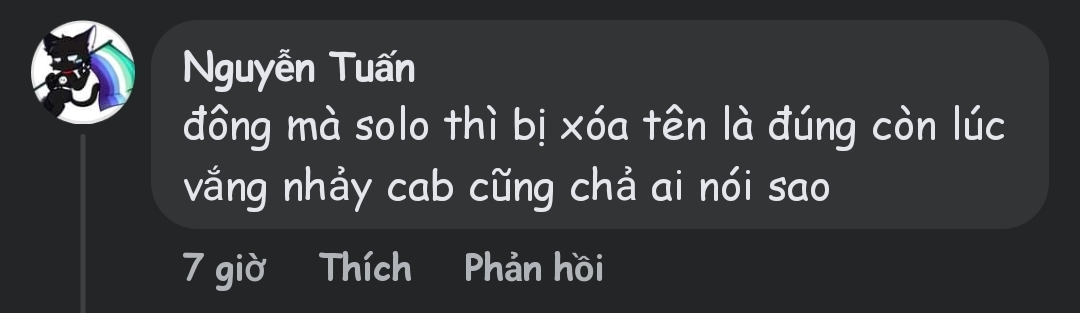 Nguyễn Tuấn
đông mà solo thì bị xóa tên là đúng còn lúc
vắng nhảy cab cũng chả ai nói sao
7 giờ Thích Phản hồi